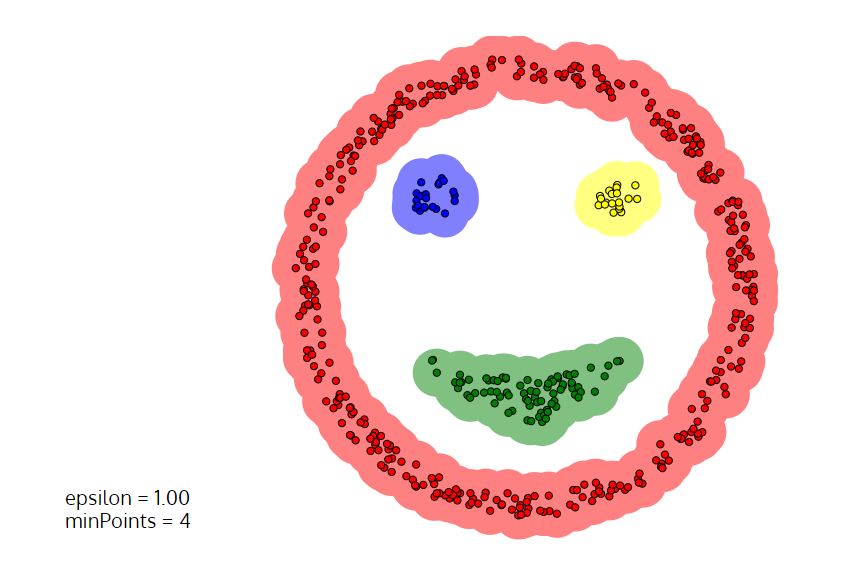 epsilon = 1.00
minPoints = 4